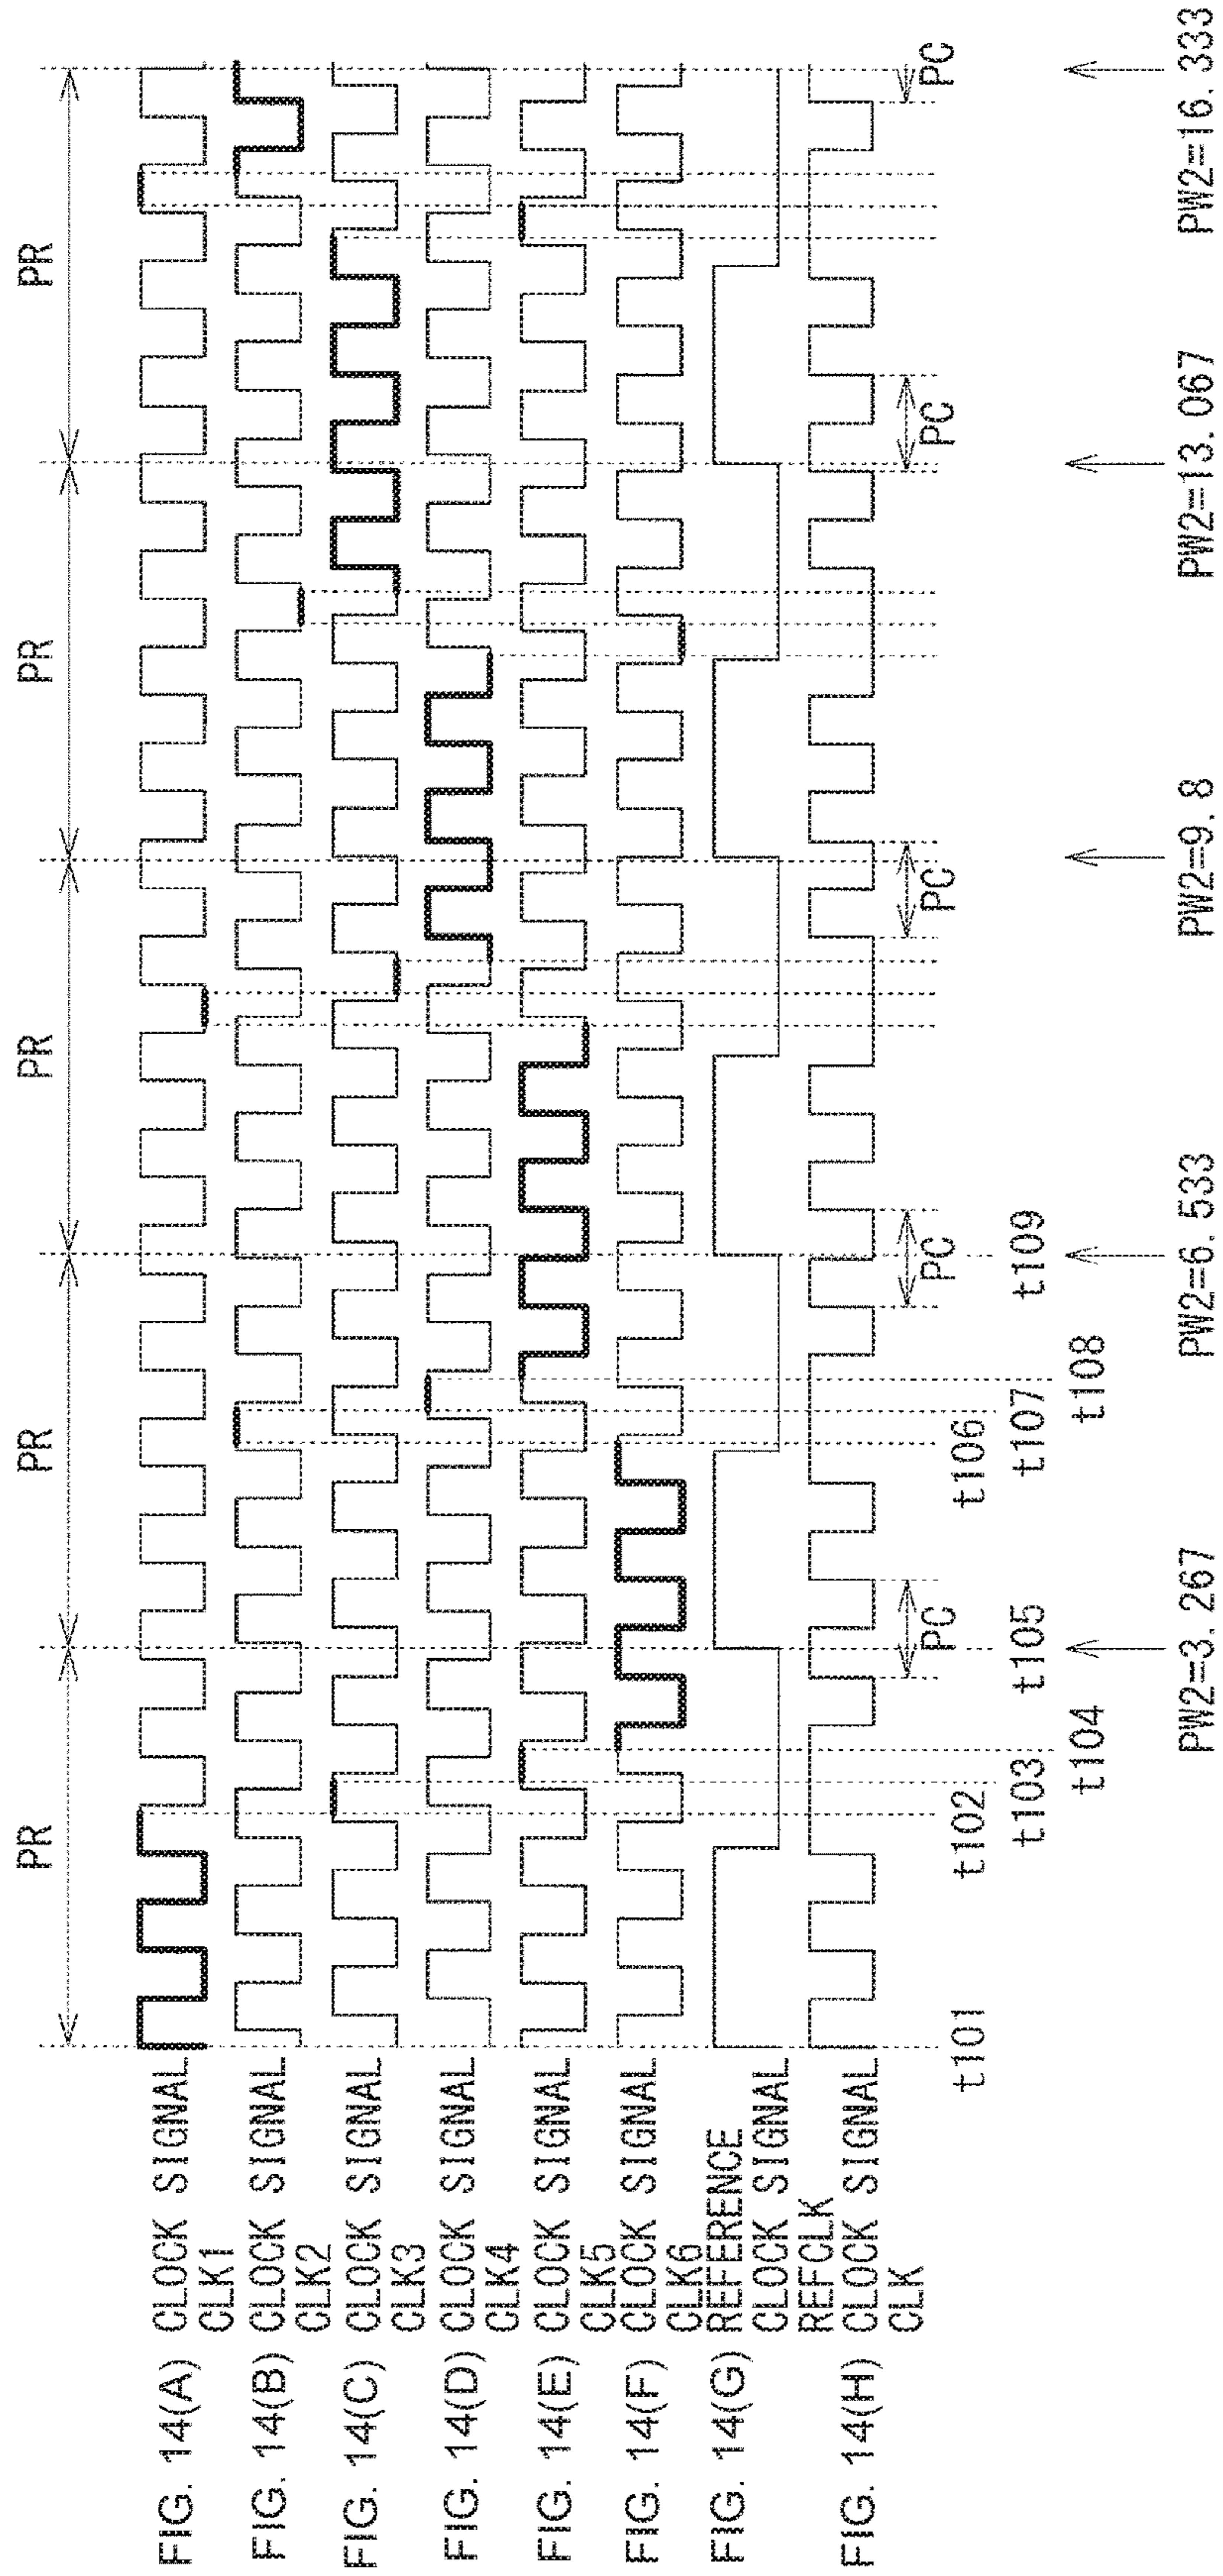 PR
PR
PR
PR
PR
FIG. 14(A) CLOCK SIGNAL
CLK1
FIG. 14(B) CLOCK SIGNAL
CLK2
FIG. 14(C) CLOCK SIGNAL
CLK3
FIG. 14(D) CLOCK SIGNAL
CLK4
FIG. 14(E) CLOCK SIGNAL
CLK5
FIG. 14(F) CLOCK SIGNAL
CLK6
FIG. 14(G) REFERENCE
CLOCK SIGNAL
REFCLK
FIG. 14(H) CLOCK SIGNAL
CLK
PC
PC
PC
PC
PC
t101
t102
t103
t104
t105
t106
t107
t108
t109
PW2=3.267
PW2=6.533
PW2=9.8
PW2=13.067
PW2=16.333